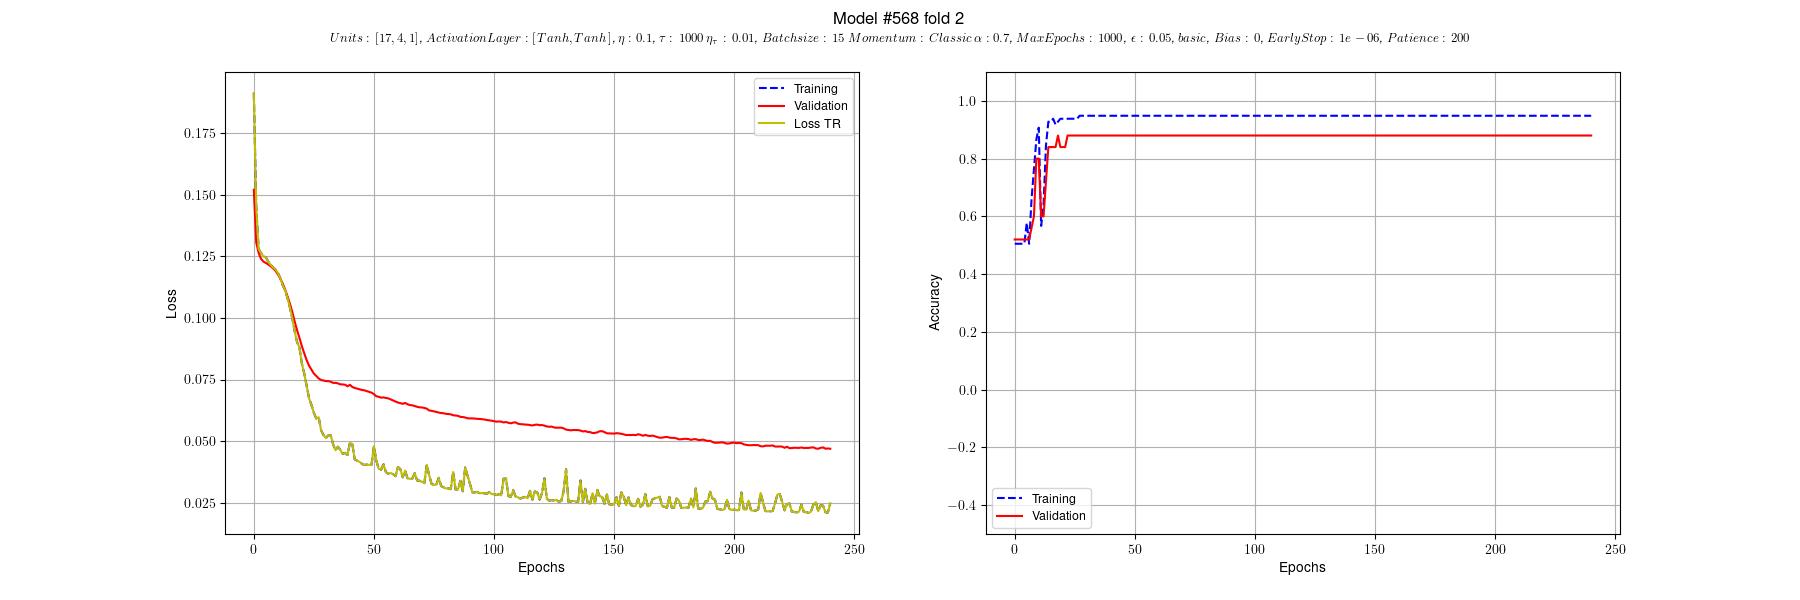 Model #568 fold 2
Units : [17, 4, 1], ActivationLayer : [Tanh, Tanh], η : 0.1, τ : 1000 η_τ : 0.01, Batchsize : 15 Momentum : Classic α : 0.7, MaxEpochs : 1000, ϵ : 0.05, basic, Bias : 0, EarlyStop : 1e − 06, Patience : 200
Training
Validation
Loss TR
0.175
0.150
0.125
0.100
0.075
0.050
0.025
Loss
0 50 100 150 200 250
Epochs
1.0
0.8
0.6
0.4
0.2
0.0
−0.2
−0.4
Accuracy
Training
Validation
0 50 100 150 200 250
Epochs